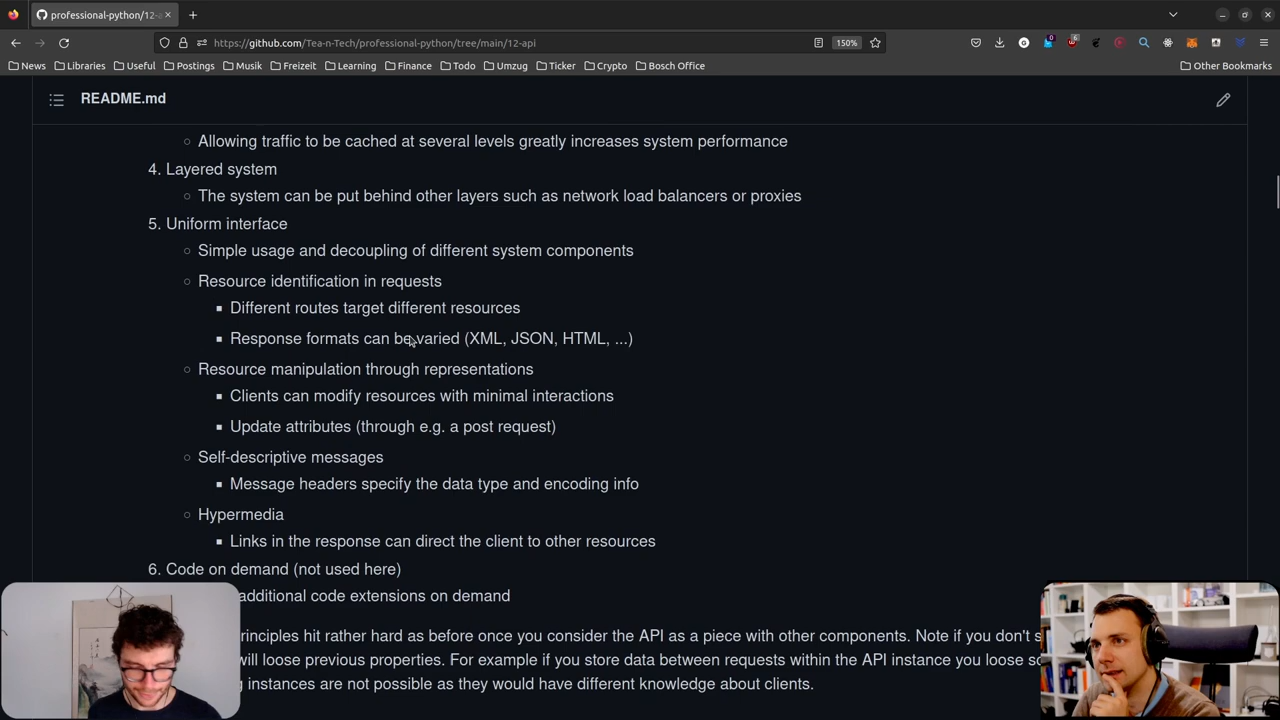 professional-python/12-a
https://github.com/Tea-n-Tech/professional-python/tree/main/12-api
150%
6
News Libraries Useful Postings Musik Freizeit Learning Finance Todo Umzug Ticker Crypto Bosch Office Other Bookmarks
README.md
Allowing traffic to be cached at several levels greatly increases system performance
4. Layered system
The system can be put behind other layers such as network load balancers or proxies
5. Uniform interface
Simple usage and decoupling of different system components
Resource identification in requests
Different routes target different resources
Response formats can be varied (XML, JSON, HTML, ...)
Resource manipulation through representations
Clients can modify resources with minimal interactions
Update attributes (through e.g. a post request)
Self-descriptive messages
Message headers specify the data type and encoding info
Hypermedia
Links in the response can direct the client to other resources
6. Code on demand (not used here)
additional code extensions on demand
rinciples hit rather hard as before once you consider the API as a piece with other components. Note if you don't s
will loose previous properties. For example if you store data between requests within the API instance you loose sc
instances are not possible as they would have different knowledge about clients.